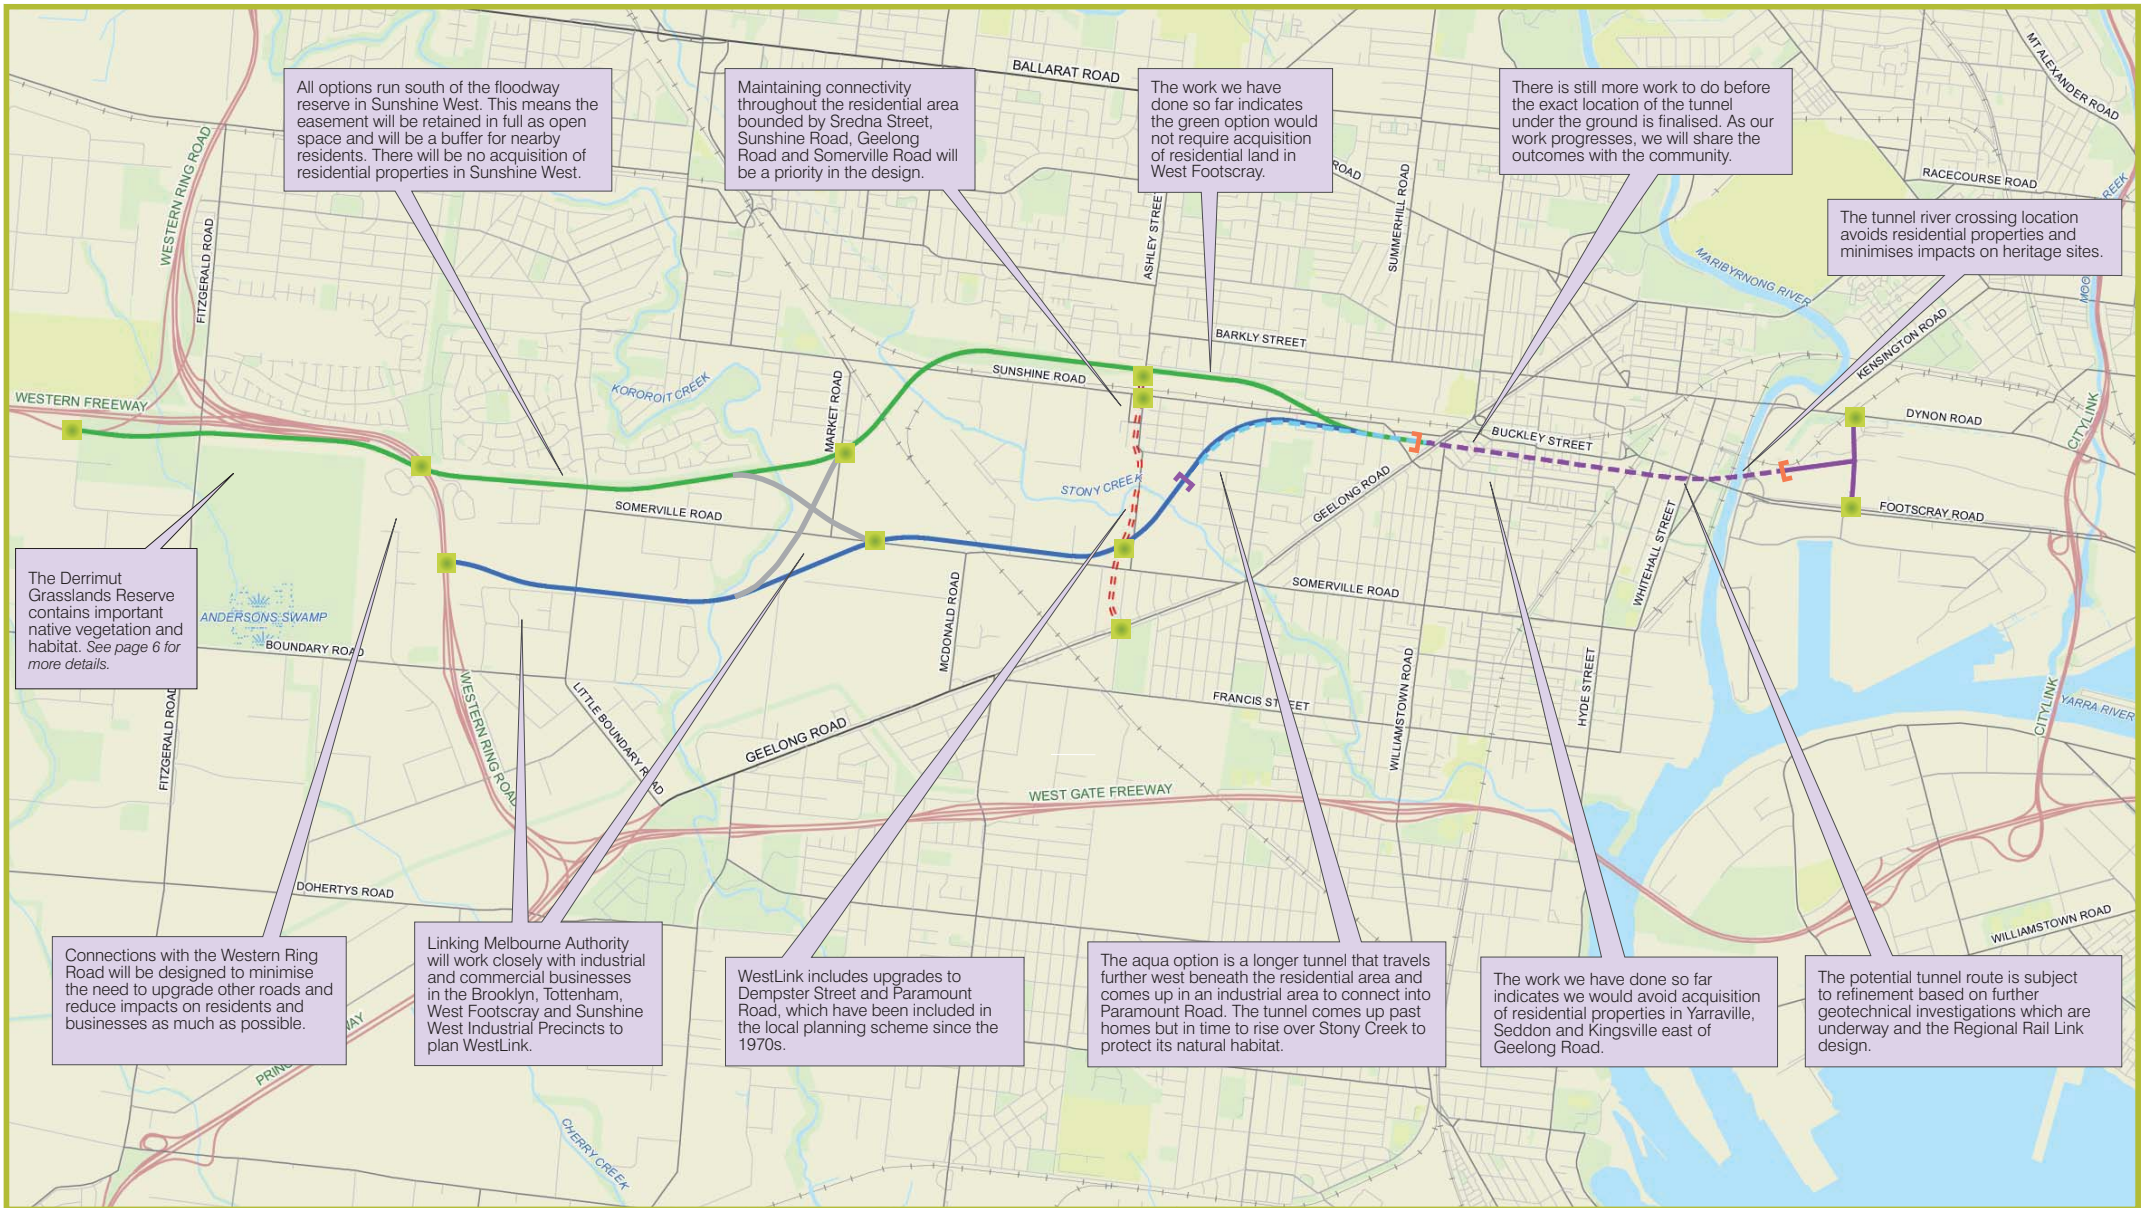 BALLARAT ROAD
MT ALEXANDER ROAD
All options run south of the floodway
reserve in Sunshine West. This means the
easement will be retained in full as open
space and will be a buffer for nearby
residents. There will be no acquisition of
residential properties in Sunshine West.
Maintaining connectivity
throughout the residential area
bounded by Sredna Street,
Sunshine Road, Geelong
Road and Somerville Road will
be a priority in the design.
The work we have
done so far indicates
the green option would
not require acquisition
of residential land in
West Footscray.
There is still more work to do before
the exact location of the tunnel
under the ground is finalised. As our
work progresses, we will share the
outcomes with the community.
The tunnel river crossing location
avoids residential properties and
minimises impacts on heritage sites.
WESTERN RING ROAD
FITZGERALD ROAD
ASHLEY STREET
ROAD
SUMMERHILL ROAD
RACECOURSE ROAD
REEK
MOO
MARIBYRNONG RIVER
KENSINGTON ROAD
BARKLY STREET
SUNSHINE ROAD
KOROROIT CREEK
MARKET ROAD
WESTERN FREEWAY
DYNON ROAD
CITYLINK
BUCKLEY STREET
STONY CREEK
GEELONG ROAD
SOMERVILLE ROAD
FOOTSCRAY ROAD
WHITEHALL STREET
SOMERVILLE ROAD
The Derrimut
Grasslands Reserve
contains important
native vegetation and
habitat. See page 6 for
more details.
ANDERSONS SWAMP
BOUNDARY ROAD
MCDONALD ROAD
FITZGERALD ROAD
WESTERN RING ROAD
LITTLE BOUNDARY ROAD
GEELONG ROAD
FRANCIS STREET
WILLIAMSTOWN ROAD
HYDE STREET
CITYLINK
YARRA RIVER
WEST GATE FREEWAY
DOHERTYS ROAD
WILLIAMSTOWN ROAD
Connections with the Western Ring
Road will be designed to minimise
the need to upgrade other roads and
reduce impacts on residents and
businesses as much as possible.
Linking Melbourne Authority
will work closely with industrial
and commercial businesses
in the Brooklyn, Tottenham,
West Footscray and Sunshine
West Industrial Precincts to
plan WestLink.
WestLink includes upgrades to
Dempster Street and Paramount
Road, which have been included in
the local planning scheme since the
1970s.
The aqua option is a longer tunnel that travels
further west beneath the residential area and
comes up in an industrial area to connect into
Paramount Road. The tunnel comes up past
homes but in time to rise over Stony Creek to
protect its natural habitat.
The work we have done so far
indicates we would avoid acquisition
of residential properties in Yarraville,
Seddon and Kingsville east of
Geelong Road.
The potential tunnel route is subject
to refinement based on further
geotechnical investigations which are
underway and the Regional Rail Link
design.
PRINC
WAY
CHERRY CREEK